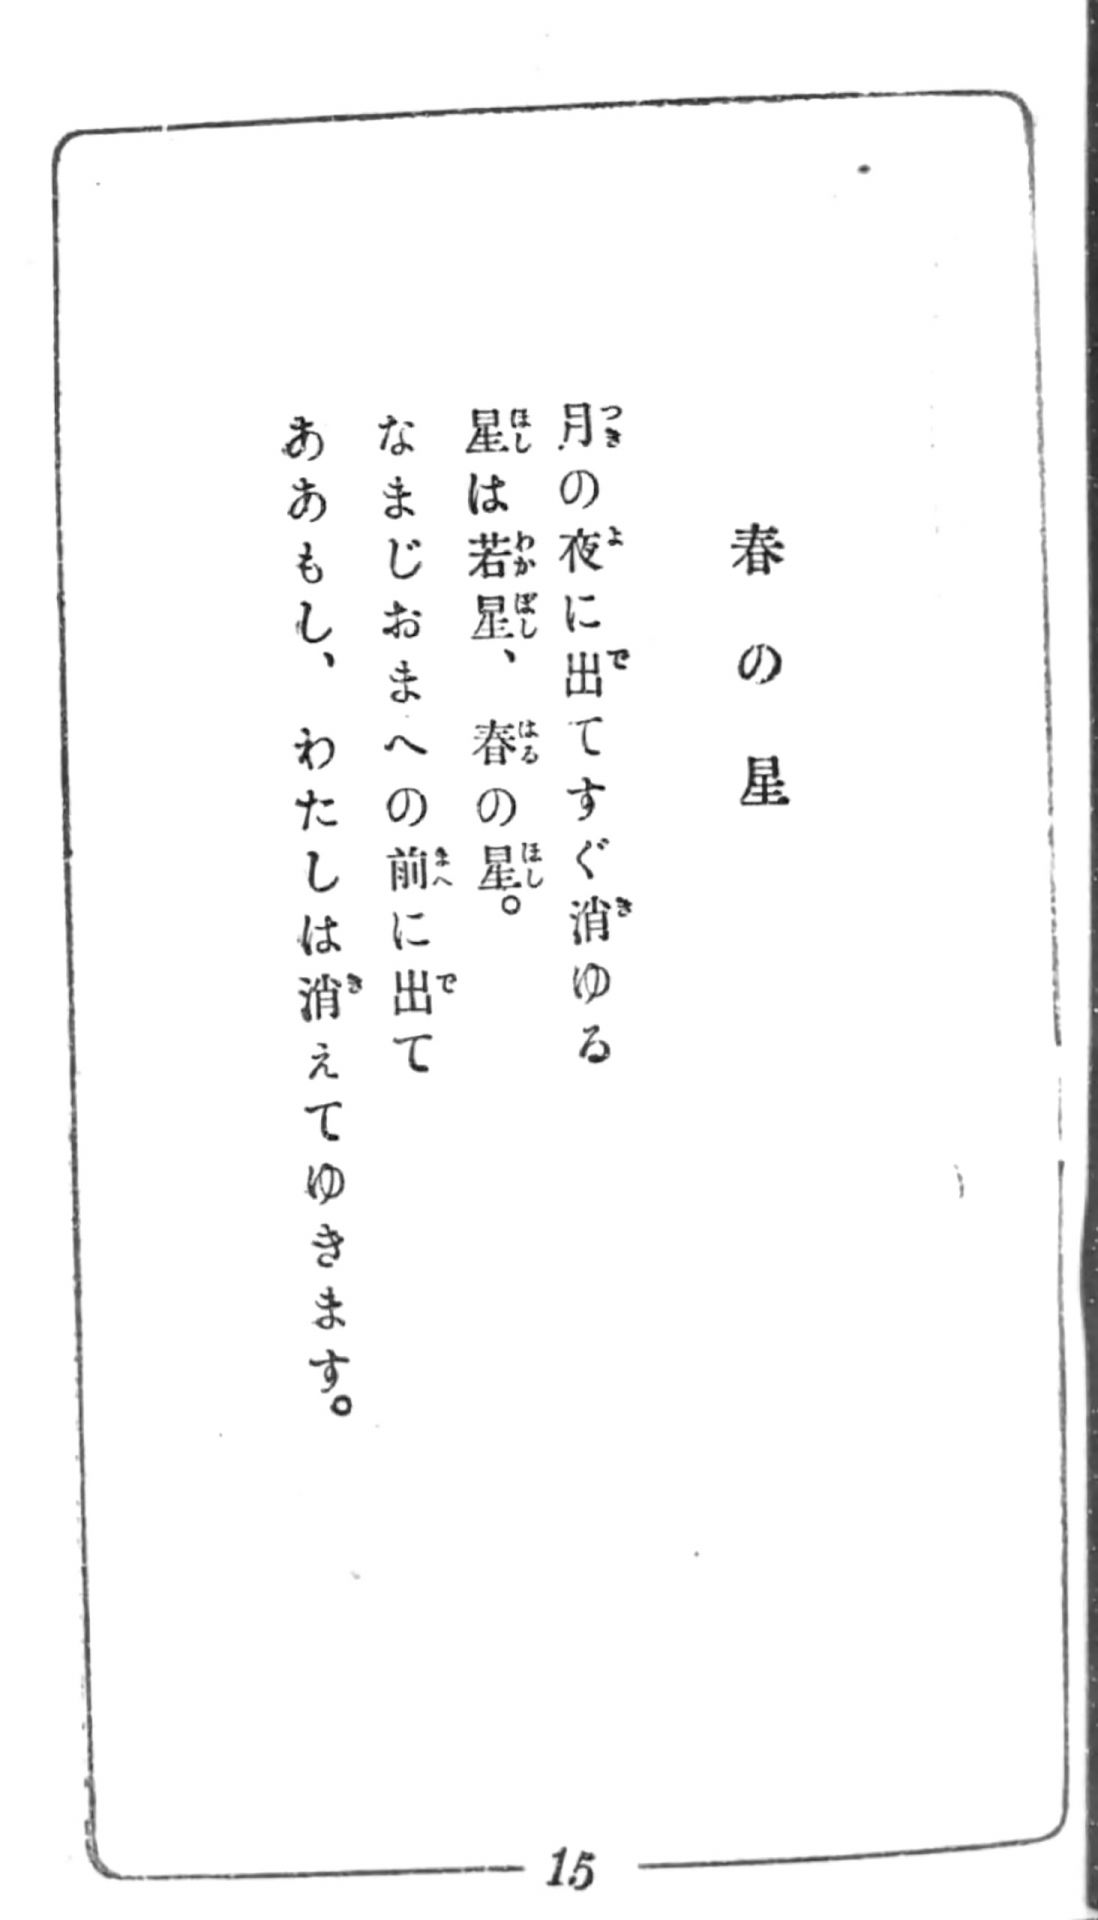 春の星
月の夜に出てすぐ消ゆる
星は若星、春の星。
なまじおまへの前に出て
ああもし、わたしは消えてゆきます。
15